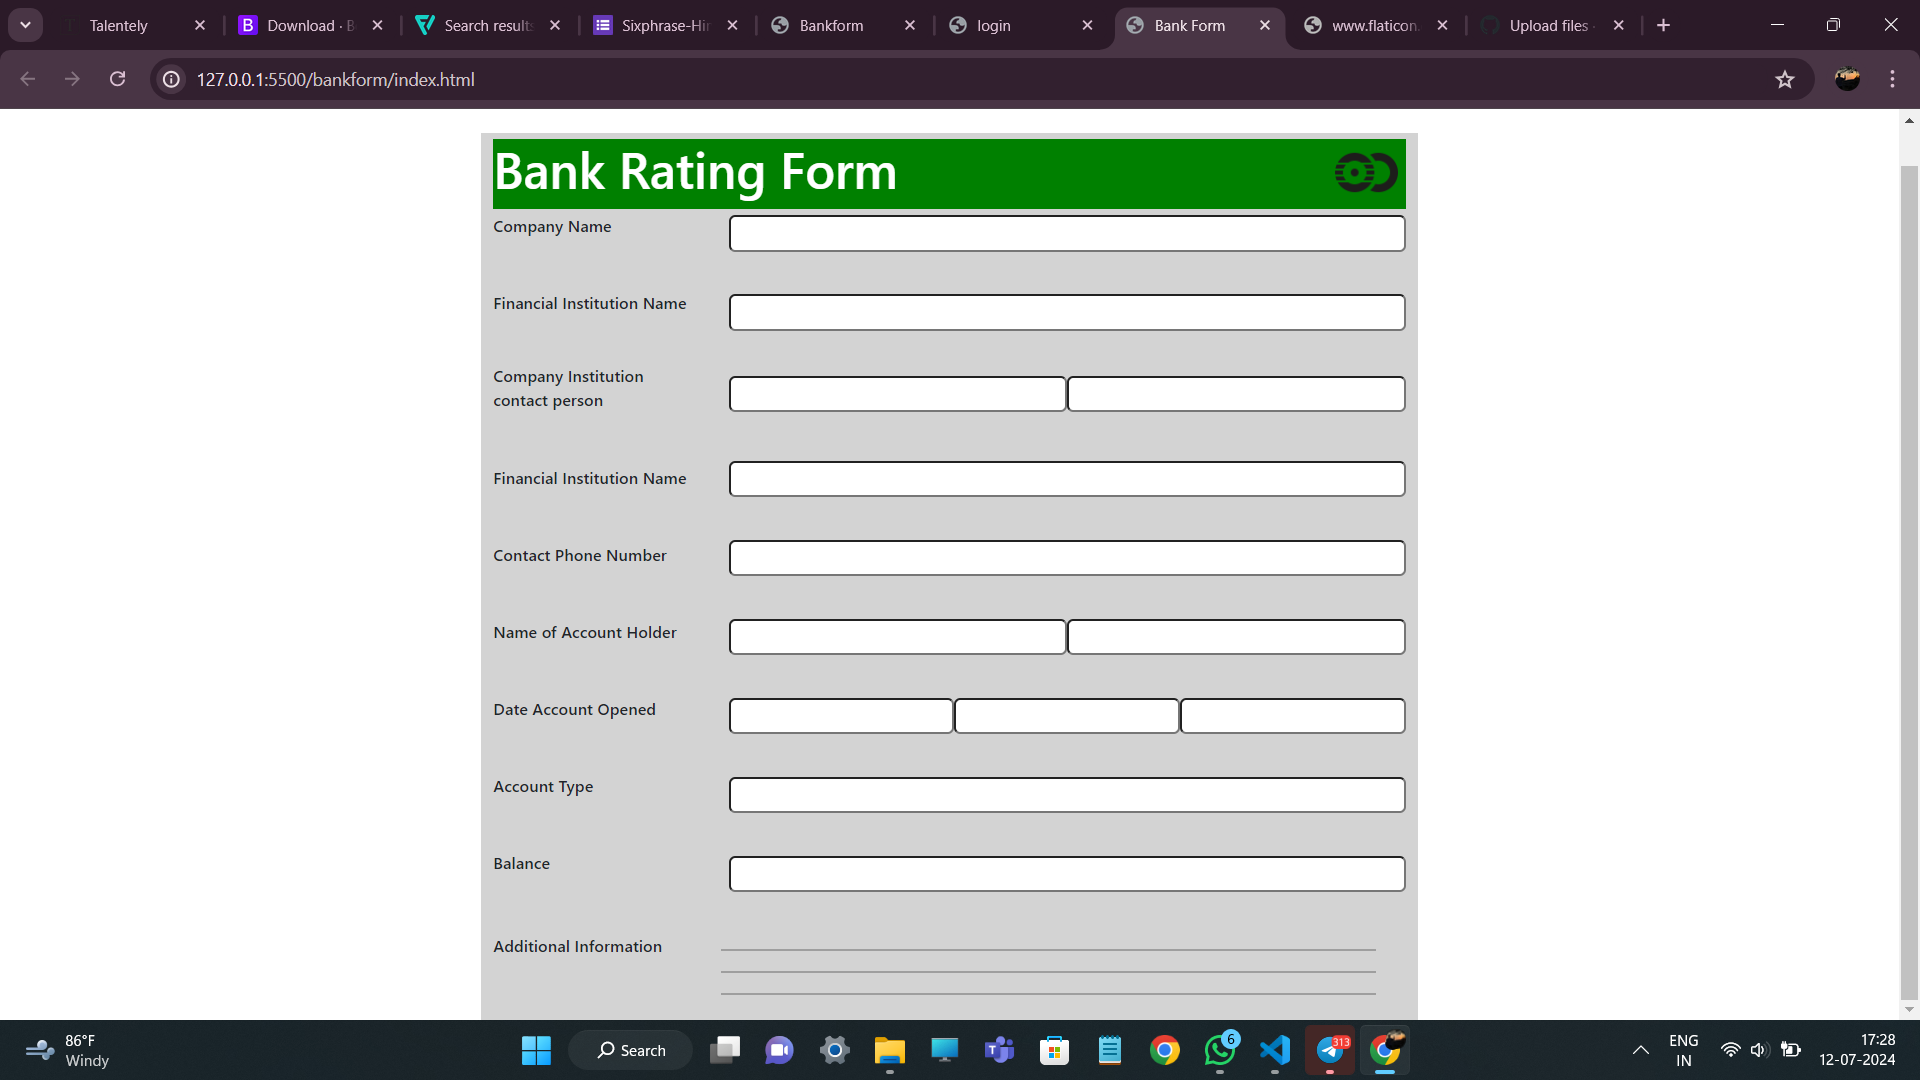 Talentely
Download · B
Search results
Sixphrase-Hir
Bankform
login
Bank Form
www.flaticon.
Upload files ·
127.0.0.1:5500/bankform/index.html
Bank Rating Form
Company Name
Financial Institution Name
Company Institution
contact person
Financial Institution Name
Contact Phone Number
Name of Account Holder
Date Account Opened
Account Type
Balance
Additional Information
86°F
Windy
Search
6
313
ENG
IN
17:28
12-07-2024